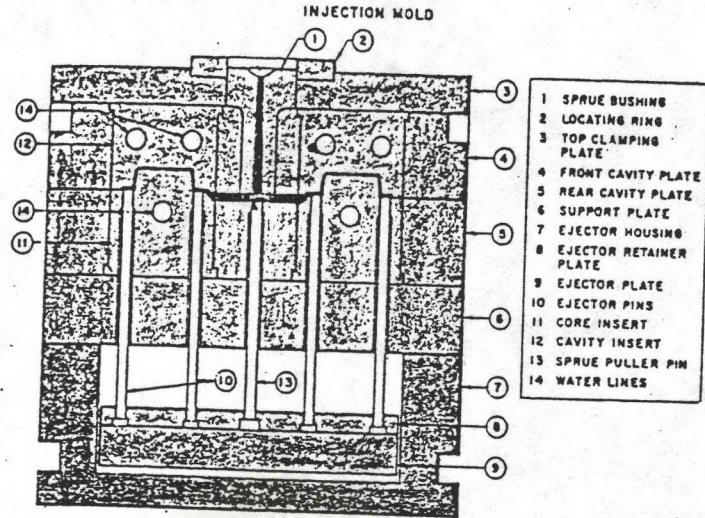 INJECTION MOLD
1
2
3
4
5
6
7
8
9
10
13
14
12
14
11
1 SPRUE BUSHING
2 LOCATING RING
3 TOP CLAMPING
PLATE
4 FRONT CAVITY PLATE
5 REAR CAVITY PLATE
6 SUPPORT PLATE
7 EJECTOR HOUSING
8 EJECTOR RETAINER
PLATE
9 EJECTOR PLATE
10 EJECTOR PINS
11 CORE INSERT
12 CAVITY INSERT
13 SPRUE PULLER PIN
14 WATER LINES